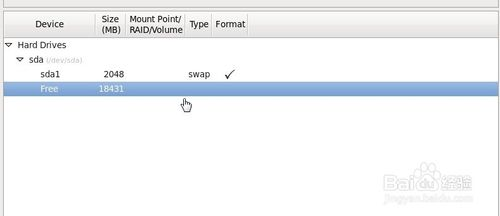 Device Size (MB) Mount Point/ RAID/Volume Type Format
Hard Drives
sda (/dev/sda)
sda1 2048 swap ✓
Free 18431
Baidu 经验
jingyan.baidu.com